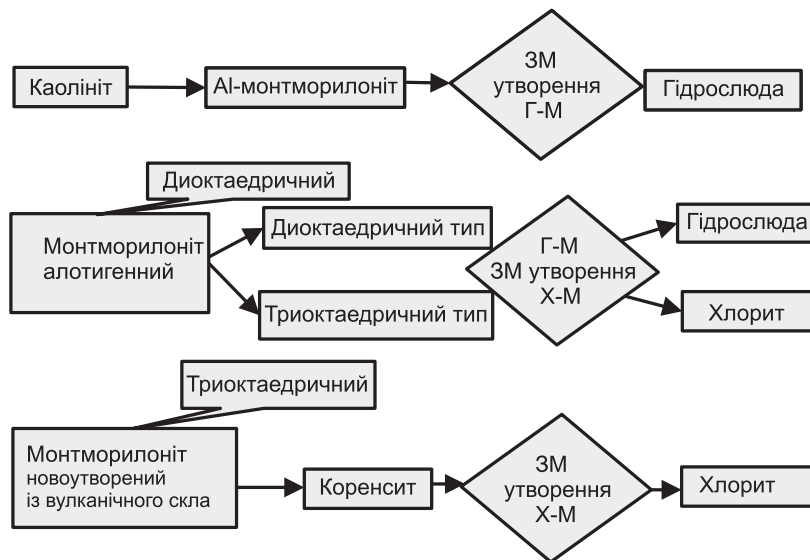 Каолініт
Al-монтморилоніт
ЗМ
утворення
Г-М
Гідрослюда
Диоктаедричний
Монтморилоніт
алотигенний
Диоктаедричний тип
Триоктаедричний тип
Г-М
ЗМ утворення
Х-М
Гідрослюда
Хлорит
Триоктаедричний
Монтморилоніт
новоутворений
із вулканічного скла
Коренсит
ЗМ
утворення
Х-М
Хлорит